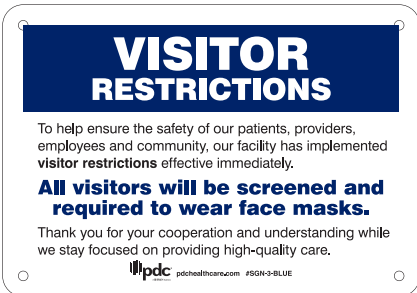 VISITOR
RESTRICTIONS
To help ensure the safety of our patients, providers,
employees and community, our facility has implemented
visitor restrictions effective immediately.
All visitors will be screened and
required to wear face masks.
Thank you for your cooperation and understanding while
we stay focused on providing high-quality care.
pdc pdchealthcare.com #SGN-3-BLUE